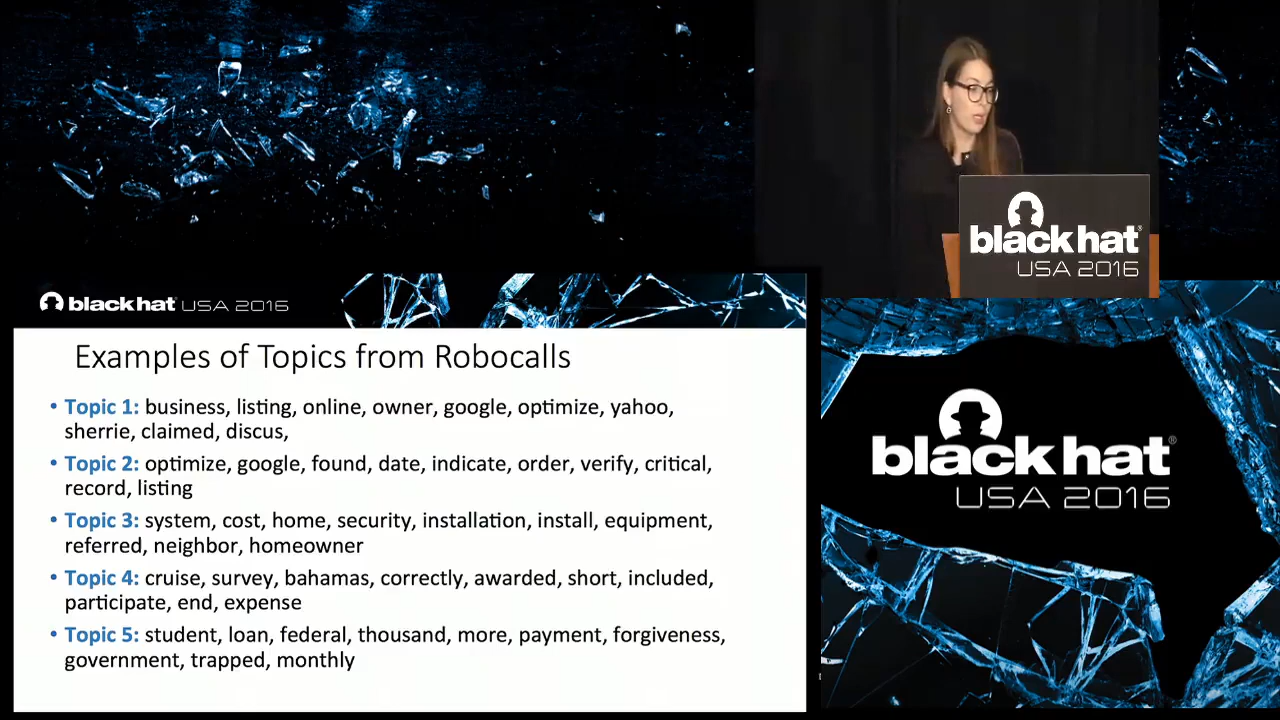 black hat
USA 2016
black hat USA 2016
Examples of Topics from Robocalls
• Topic 1: business, listing, online, owner, google, optimize, yahoo,
sherrie, claimed, discus,
• Topic 2: optimize, google, found, date, indicate, order, verify, critical,
record, listing
• Topic 3: system, cost, home, security, installation, install, equipment,
referred, neighbor, homeowner
• Topic 4: cruise, survey, bahamas, correctly, awarded, short, included,
participate, end, expense
• Topic 5: student, loan, federal, thousand, more, payment, forgiveness,
government, trapped, monthly
black hat®
USA 2016